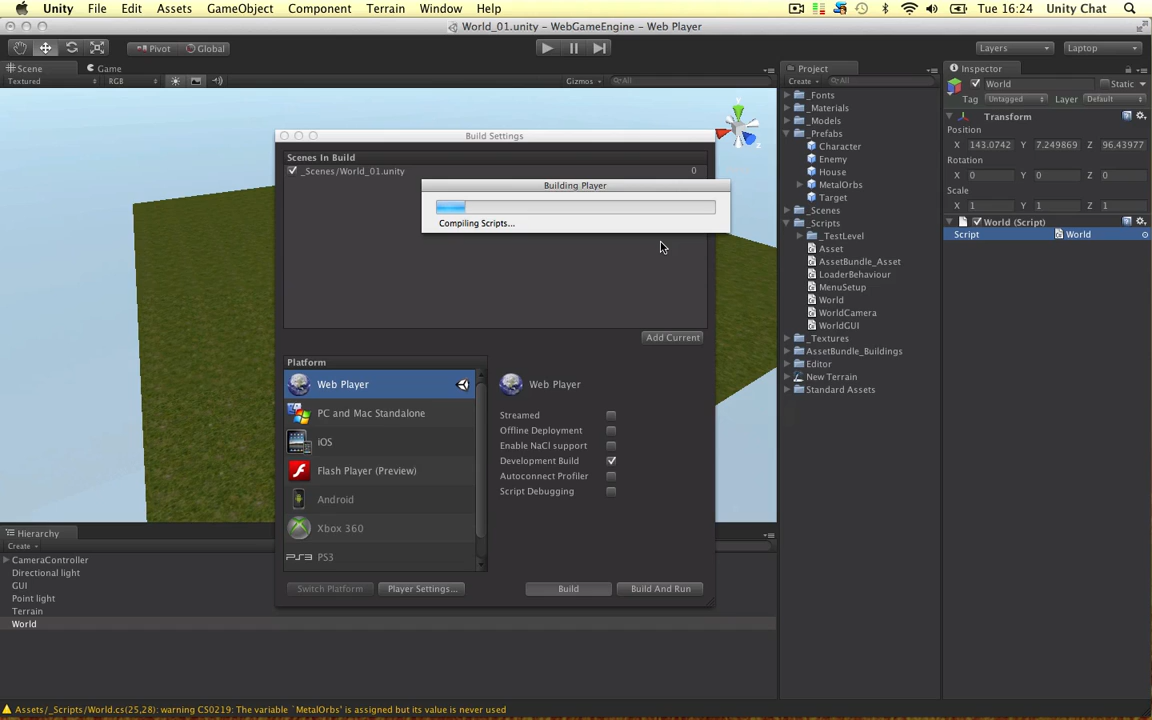 Unity File Edit Assets GameObject Component Terrain Window Help Tue 16:24 Unity Chat
World_01.unity - WebGameEngine - Web Player
Pivot Global Layers Laptop
Scene Game
Textured RGB Gizmos All
Project
Create All
_Fonts
_Materials
_Models
_Prefabs
Character
Enemy
House
MetalOrbs
Target
_Scenes
_Scripts
_TestLevel
Asset
AssetBundle_Asset
LoaderBehaviour
MenuSetup
World
WorldCamera
WorldGUI
_Textures
AssetBundle_Buildings
Editor
New Terrain
Standard Assets
Inspector
World Static
Tag Untagged Layer Default
Transform
Position
X 143.0742 Y 7.249869 Z 96.43977
Rotation
X 0 Y 0 Z 0
Scale
X 1 Y 1 Z 1
World (Script)
Script World
Build Settings
Scenes In Build
_Scenes/World_01.unity 0
Building Player
Compiling Scripts...
Add Current
Platform
Web Player
PC and Mac Standalone
iOS
Flash Player (Preview)
Android
Xbox 360
PS3 PS3
Web Player
Streamed
Offline Deployment
Enable NaCl support
Development Build
Autoconnect Profiler
Script Debugging
Switch Platform Player Settings... Build Build And Run
y
x
z
Hierarchy
Create
CameraController
Directional light
GUI
Point light
Terrain
World
Assets/_Scripts/World.cs(25,28): warning CS0219: The variable `MetalOrbs' is assigned but its value is never used